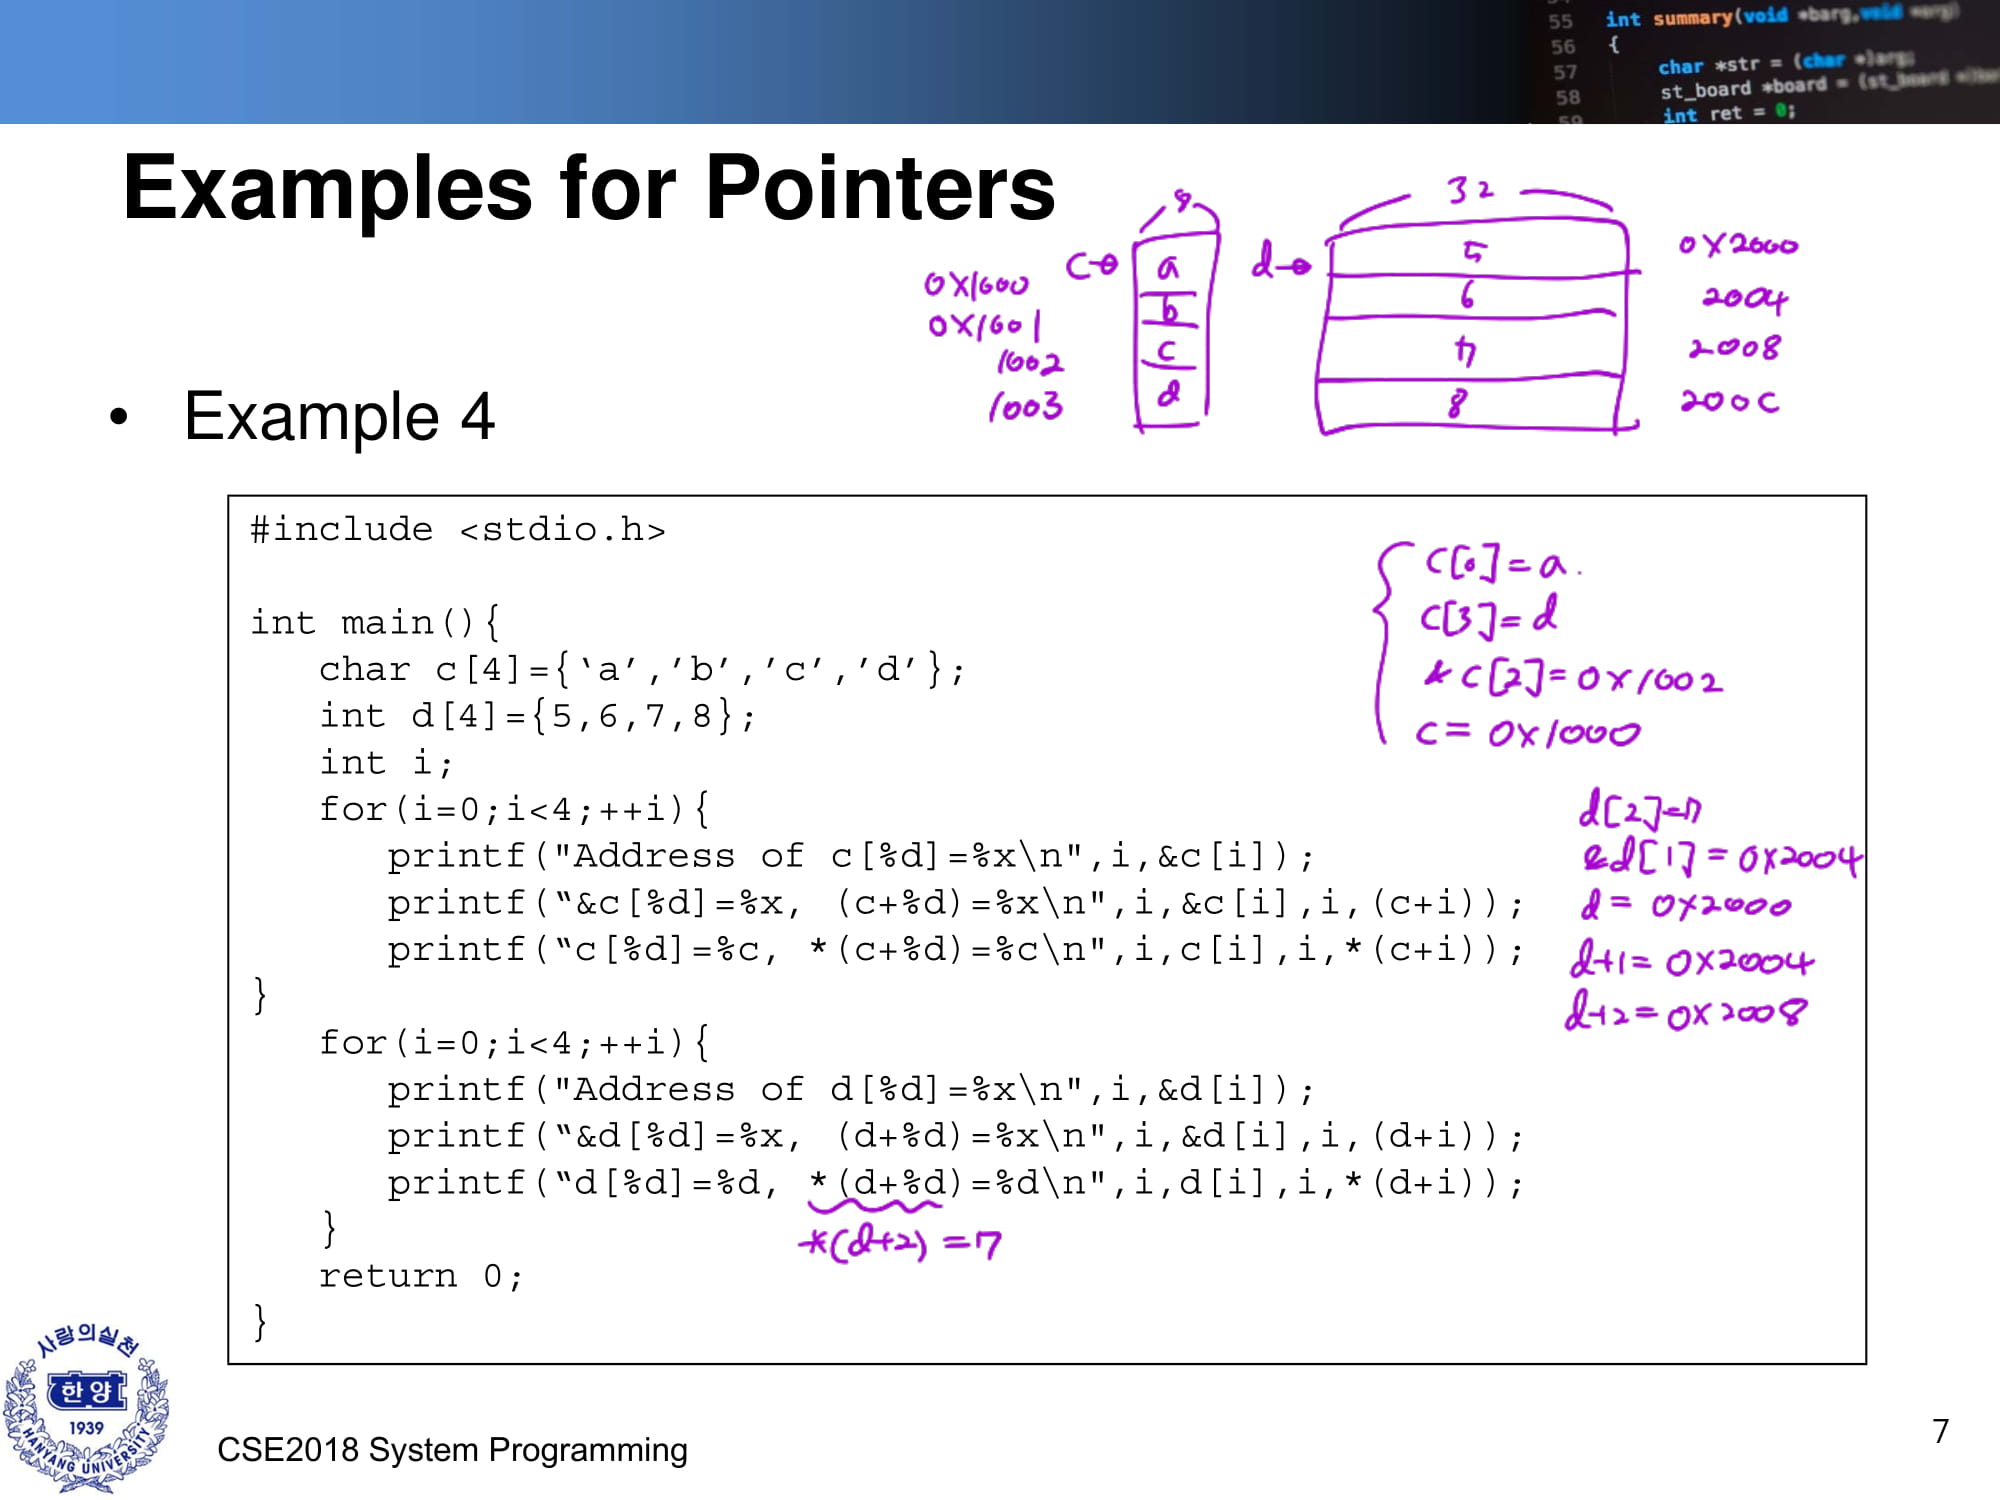 55 int summary(void *barg,void *arg)
56 {
57 char *str = (char *)arg;
58 st_board *board = (st_board *)
59 int ret = 0;
Examples for Pointers
8
32
c→
a
b
c
d
0X1000
0X1001
1002
1003
d→
5
6
7
8
0X2000
2004
2008
200C
• Example 4
#include <stdio.h>
int main(){
char c[4]={‘a’,’b’,’c’,’d’};
int d[4]={5,6,7,8};
int i;
for(i=0;i<4;++i){
printf("Address of c[%d]=%x\n",i,&c[i]);
printf(“&c[%d]=%x, (c+%d)=%x\n",i,&c[i],i,(c+i));
printf(“c[%d]=%c, *(c+%d)=%c\n",i,c[i],i,*(c+i));
}
for(i=0;i<4;++i){
printf("Address of d[%d]=%x\n",i,&d[i]);
printf(“&d[%d]=%x, (d+%d)=%x\n",i,&d[i],i,(d+i));
printf(“d[%d]=%d, *(d+%d)=%d\n",i,d[i],i,*(d+i));
*(d+2)=7
}
return 0;
}
c[0]=a.
c[3]=d
&c[2]=0x1002
c=0x1000
d[2]=7
&d[1]=0x2004
d=0x2000
d+1=0X2004
d+2=0X2008
사랑의실천
한양
1939
HANYANG UNIVERSITY
CSE2018 System Programming
7